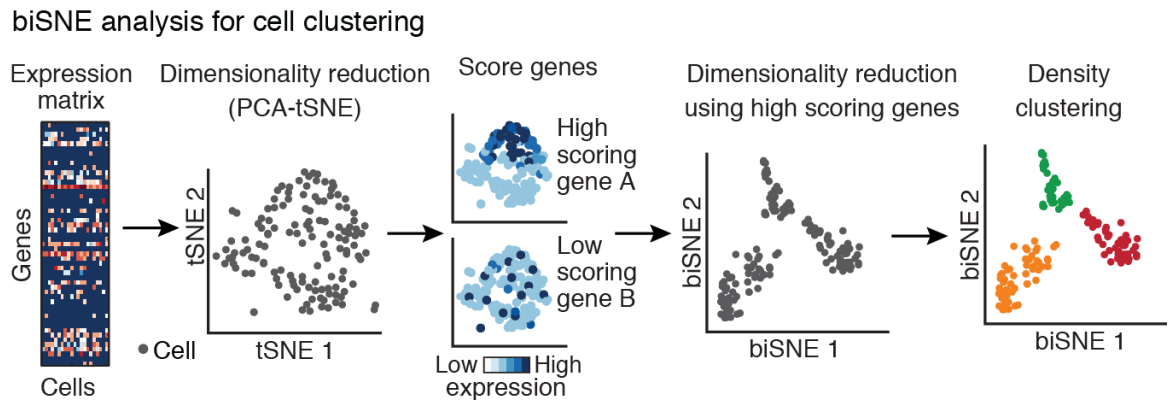 biSNE analysis for cell clustering
Expression
matrix
Genes
Cells
Cell
Dimensionality reduction
(PCA-tSNE)
tSNE 2
tSNE 1
Score genes
High
scoring
gene A
Low
scoring
gene B
Low High
expression
Dimensionality reduction
using high scoring genes
biSNE 2
biSNE 1
Density
clustering
biSNE 2
biSNE 1